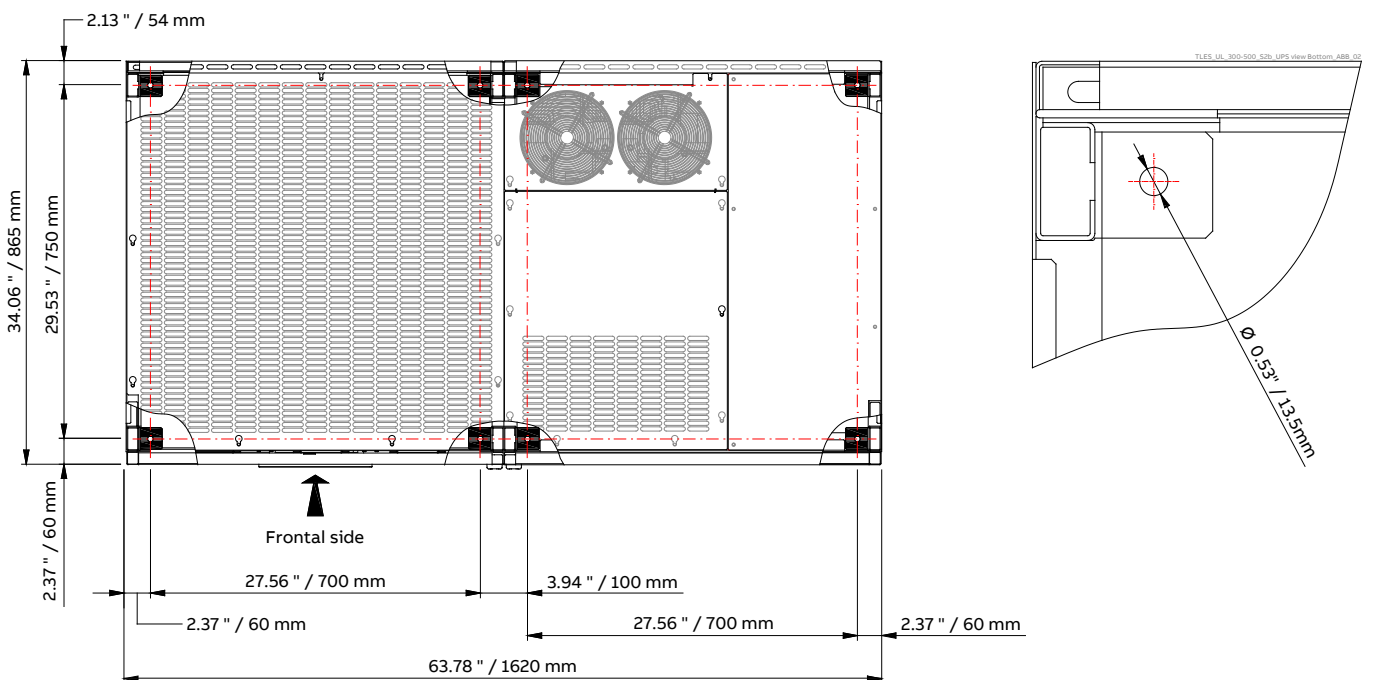 2.13 " / 54 mm
TLES_UL_300-500_S2b_UPS view Bottom_ABB_02
34.06 " / 865 mm
29.53 " / 750 mm
Ø 0.53" / 13.5mm
2.37 " / 60 mm
Frontal side
27.56 " / 700 mm
3.94 " / 100 mm
2.37 " / 60 mm
27.56 " / 700 mm
2.37 " / 60 mm
63.78 " / 1620 mm